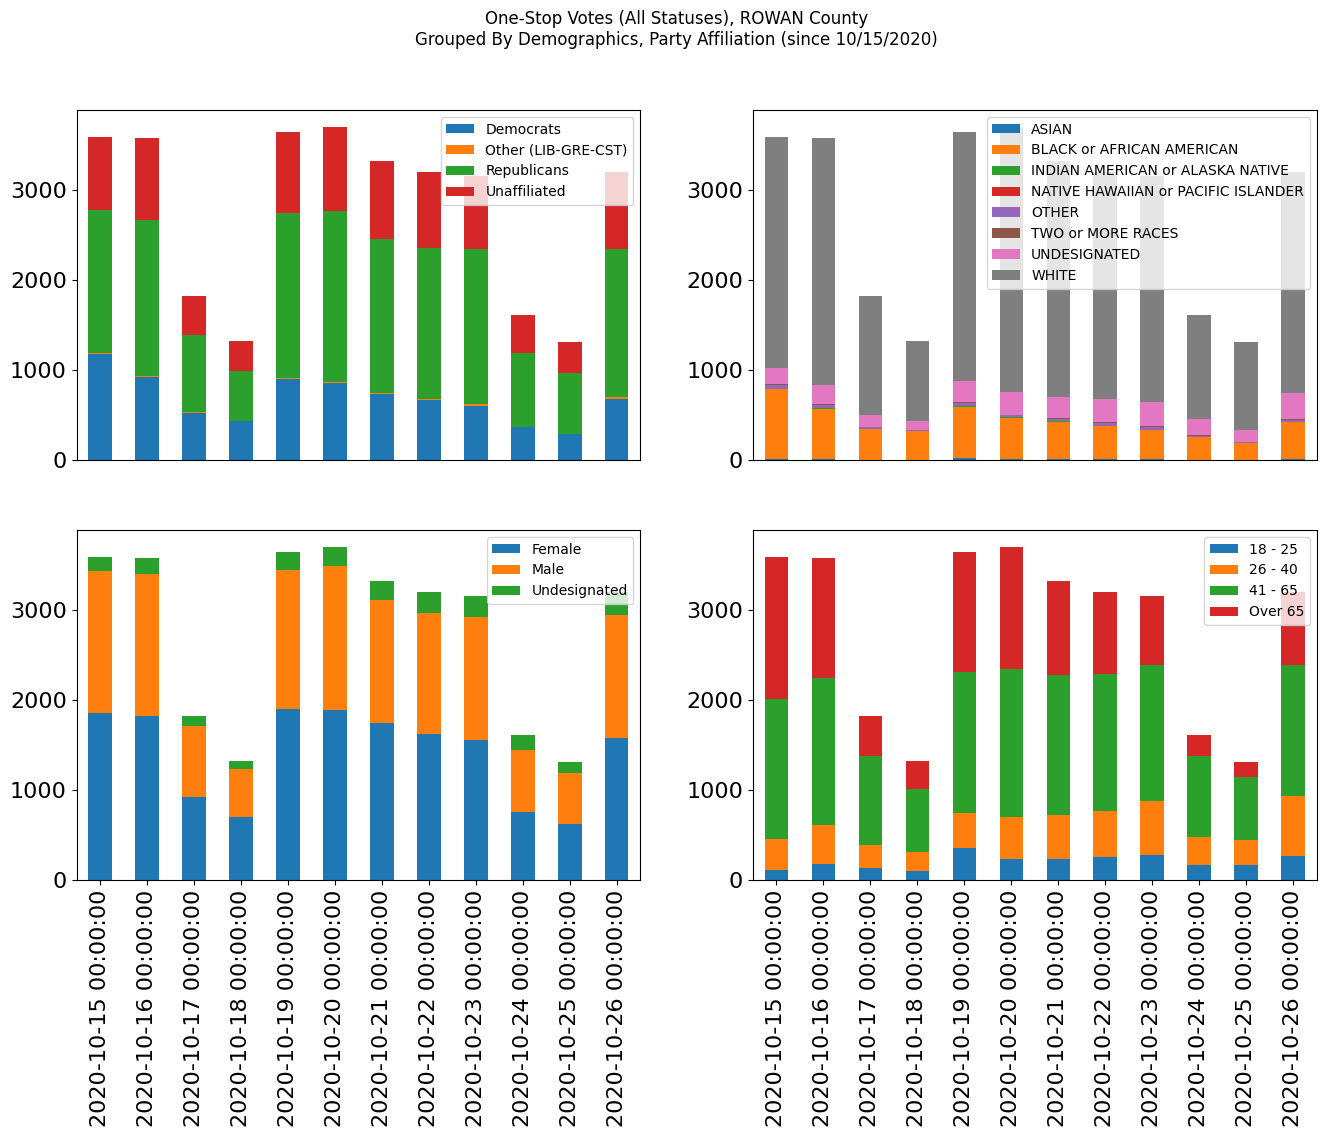 One-Stop Votes (All Statuses), ROWAN County
Grouped By Demographics, Party Affiliation (since 10/15/2020)
3000
2000
1000
0
Democrats
Other (LIB-GRE-CST)
Republicans
Unaffiliated
3000
2000
1000
0
ASIAN
BLACK or AFRICAN AMERICAN
INDIAN AMERICAN or ALASKA NATIVE
NATIVE HAWAIIAN or PACIFIC ISLANDER
OTHER
TWO or MORE RACES
UNDESIGNATED
WHITE
3000
2000
1000
0
Female
Male
Undesignated
2020-10-15 00:00:00
2020-10-16 00:00:00
2020-10-17 00:00:00
2020-10-18 00:00:00
2020-10-19 00:00:00
2020-10-20 00:00:00
2020-10-21 00:00:00
2020-10-22 00:00:00
2020-10-23 00:00:00
2020-10-24 00:00:00
2020-10-25 00:00:00
2020-10-26 00:00:00
3000
2000
1000
0
18 - 25
26 - 40
41 - 65
Over 65
2020-10-15 00:00:00
2020-10-16 00:00:00
2020-10-17 00:00:00
2020-10-18 00:00:00
2020-10-19 00:00:00
2020-10-20 00:00:00
2020-10-21 00:00:00
2020-10-22 00:00:00
2020-10-23 00:00:00
2020-10-24 00:00:00
2020-10-25 00:00:00
2020-10-26 00:00:00